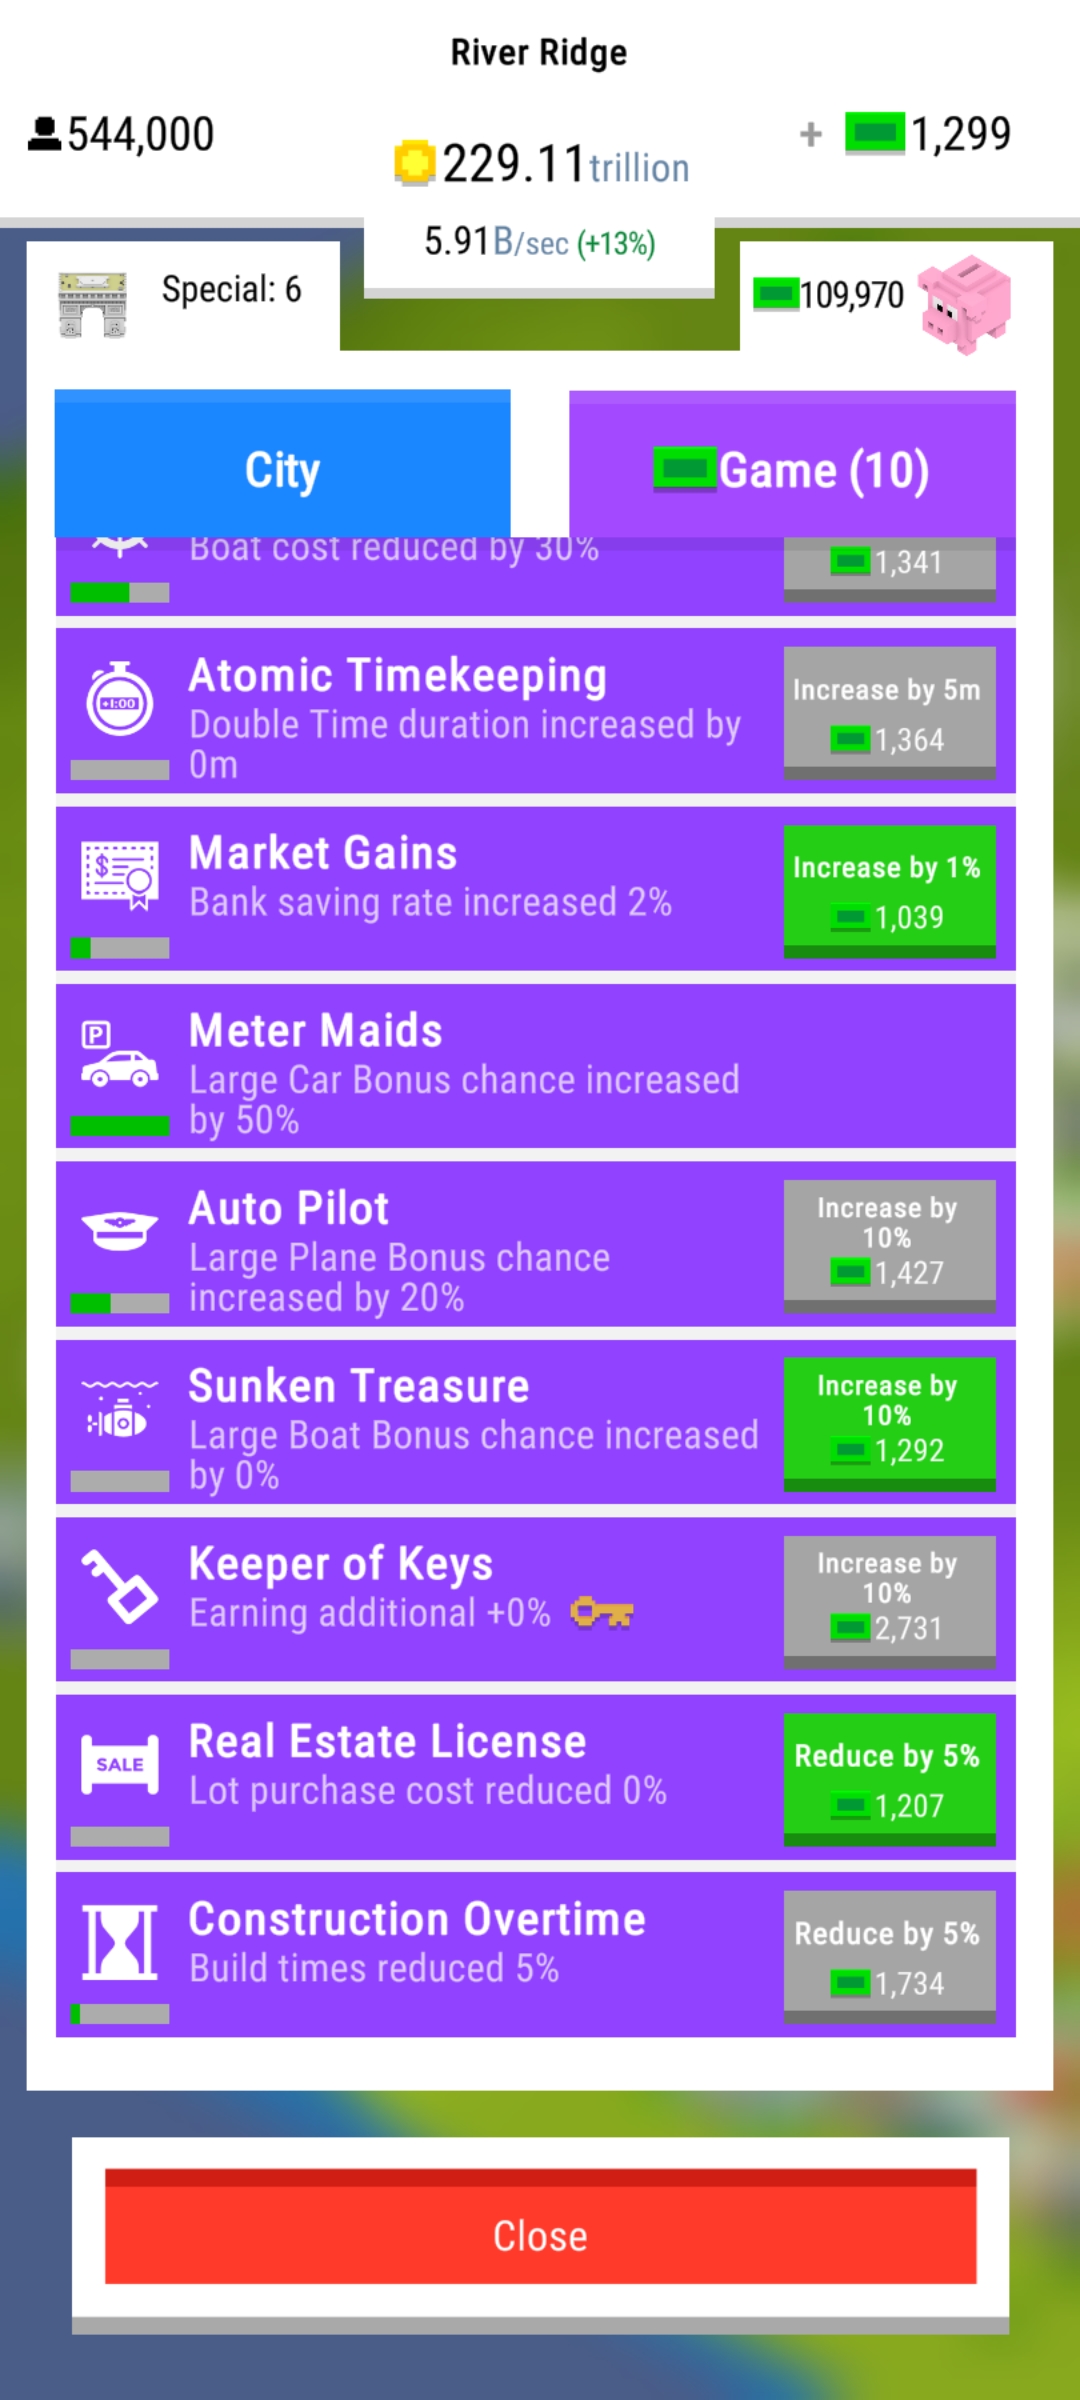 River Ridge
544,000
229.11trillion
+ 1,299
5.91B/sec (+13%)
Special: 6
109,970
City
Game (10)
Boat cost reduced by 30%
1,341
+1:00
Atomic Timekeeping
Double Time duration increased by
0m
Increase by 5m
1,364
$
Market Gains
Bank saving rate increased 2%
Increase by 1%
1,039
P
Meter Maids
Large Car Bonus chance increased
by 50%
Auto Pilot
Large Plane Bonus chance
increased by 20%
Increase by
10%
1,427
Sunken Treasure
Large Boat Bonus chance increased
by 0%
Increase by
10%
1,292
Keeper of Keys
Earning additional +0%
Increase by
10%
2,731
SALE
Real Estate License
Lot purchase cost reduced 0%
Reduce by 5%
1,207
Construction Overtime
Build times reduced 5%
Reduce by 5%
1,734
Close